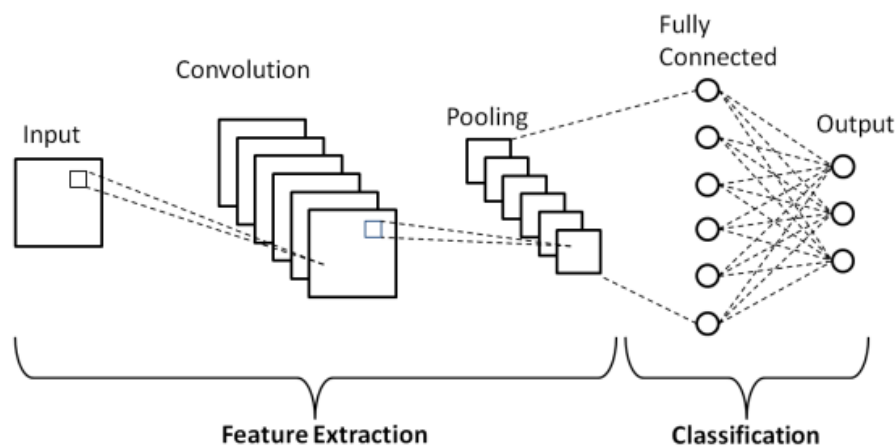 Fully
Connected
Convolution
Pooling
Output
Input
Feature Extraction
Classification